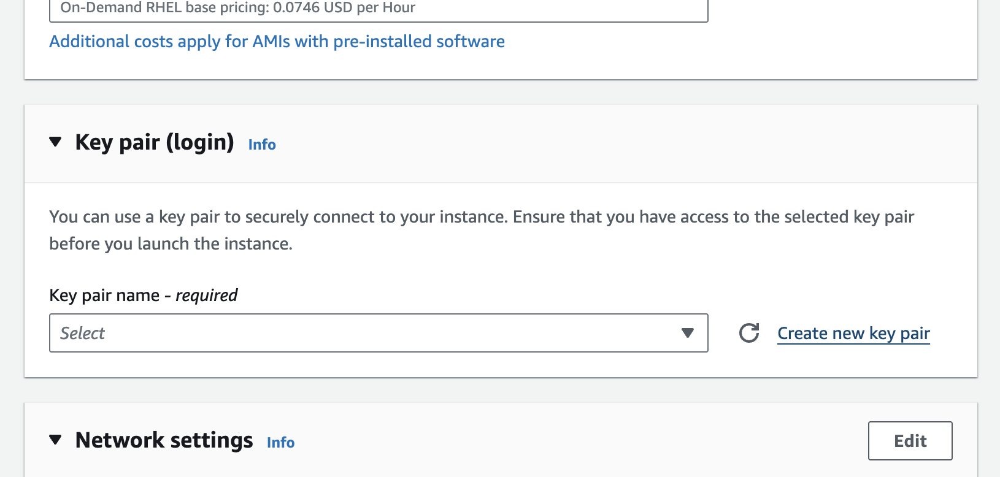 On-Demand RHEL base pricing: 0.0746 USD per Hour
Additional costs apply for AMIs with pre-installed software
Key pair (login) Info
You can use a key pair to securely connect to your instance. Ensure that you have access to the selected key pair
before you launch the instance.
Key pair name - required
Select
Create new key pair
Network settings Info
Edit